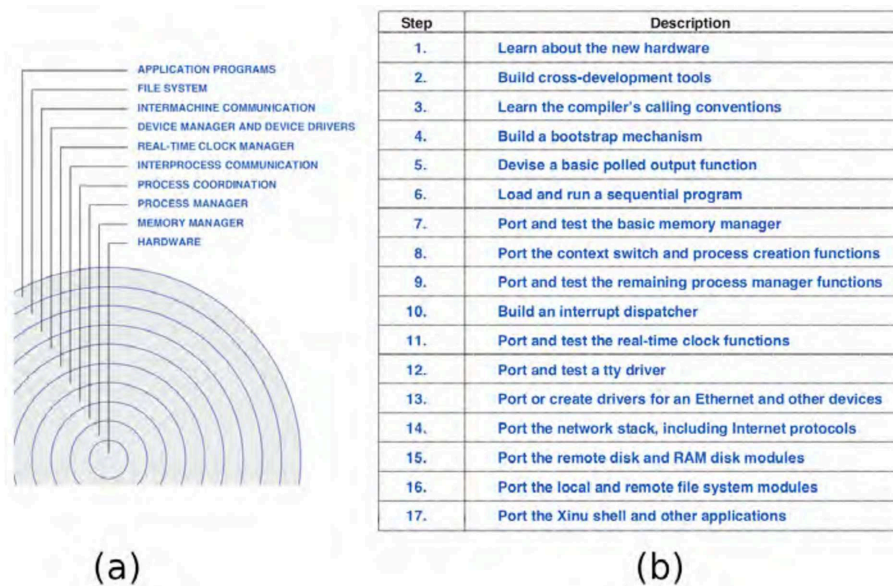 APPLICATION PROGRAMS
FILE SYSTEM
INTERMACHINE COMMUNICATION
DEVICE MANAGER AND DEVICE DRIVERS
REAL-TIME CLOCK MANAGER
INTERPROCESS COMMUNICATION
PROCESS COORDINATION
PROCESS MANAGER
MEMORY MANAGER
HARDWARE
(a)
Step Description
1. Learn about the new hardware
2. Build cross-development tools
3. Learn the compiler's calling conventions
4. Build a bootstrap mechanism
5. Devise a basic polled output function
6. Load and run a sequential program
7. Port and test the basic memory manager
8. Port the context switch and process creation functions
9. Port and test the remaining process manager functions
10. Build an interrupt dispatcher
11. Port and test the real-time clock functions
12. Port and test a tty driver
13. Port or create drivers for an Ethernet and other devices
14. Port the network stack, including Internet protocols
15. Port the remote disk and RAM disk modules
16. Port the local and remote file system modules
17. Port the Xinu shell and other applications
(b)